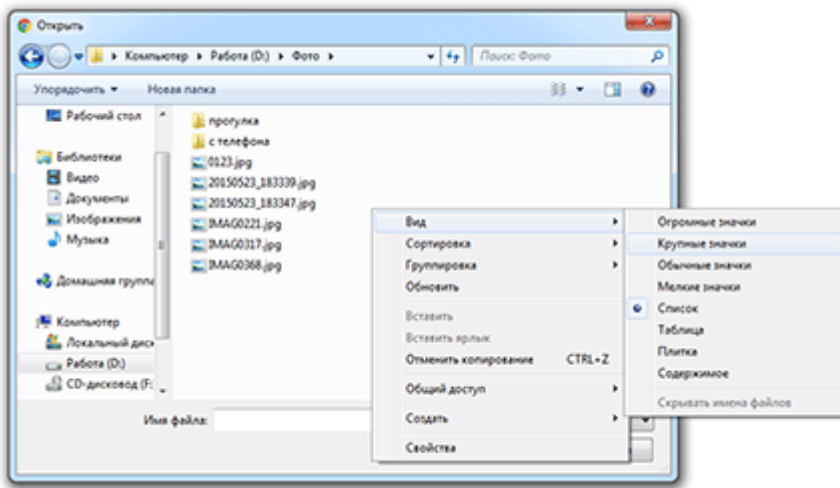 Открыть
Компьютер ▸ Работа (D:) ▸ Фото ▸
Поиск: Фото
Упорядочить ▾ Новая папка
Рабочий стол
Библиотеки
Видео
Документы
Изображения
Музыка
Домашняя группа
Компьютер
Локальный диск
Работа (D:)
CD-дисковод (F:
прогулка
с телефона
0123.jpg
20150523_183339.jpg
20150523_183347.jpg
IMAG0221.jpg
IMAG0317.jpg
IMAG0368.jpg
Имя файла:
Вид
Сортировка
Группировка
Обновить
Вставить
Вставить ярлык
Отменить копирование CTRL+Z
Общий доступ
Создать
Свойства
Огромные значки
Крупные значки
Обычные значки
Мелкие значки
Список
Таблица
Плитка
Содержимое
Скрывать имена файлов